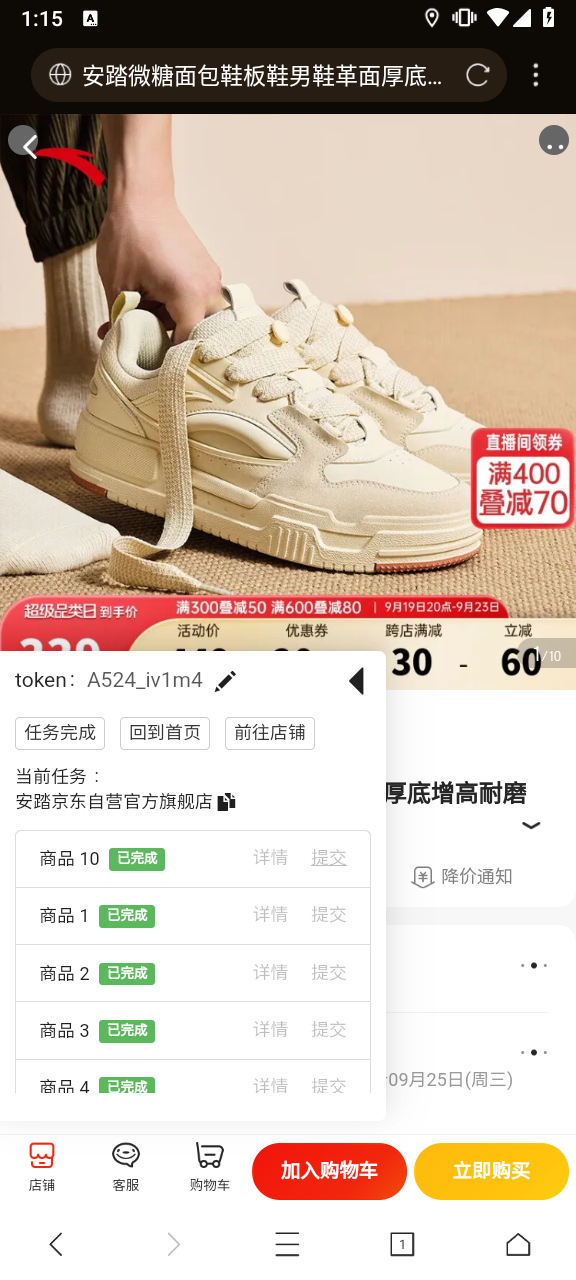 1:15
A
安踏微糖面包鞋板鞋男鞋革面厚底...
直播间领券
满400
叠减70
超级品类日 到手价 满300叠减50 满600叠减80 | 9月19日20点-9月23日
活动价 优惠券 跨店满减 立减
30 - 60
1/10
token: A524_iv1m4
任务完成 回到首页 前往店铺
当前任务：
安踏京东自营官方旗舰店
厚底增高耐磨
降价通知
商品 10 已完成 详情 提交
商品 1 已完成 详情 提交
商品 2 已完成 详情 提交
商品 3 已完成 详情 提交
商品 4 已完成 详情 提交
09月25日(周三)
店铺 客服 购物车 加入购物车 立即购买
1